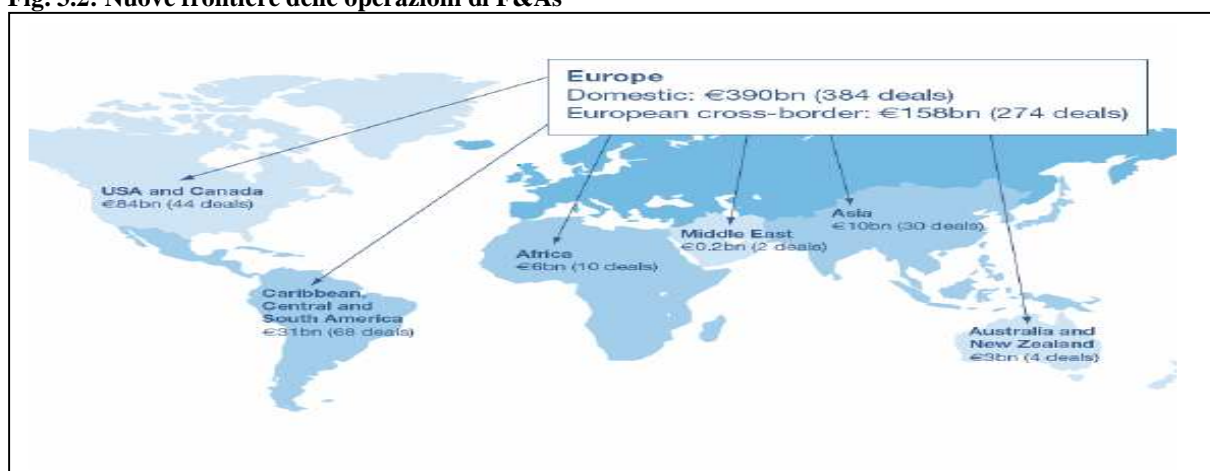 Fig. 3.2: Nuove frontiere delle operazioni di F&As
Europe
Domestic: €390bn (384 deals)
European cross-border: €158bn (274 deals)
USA and Canada
€84bn (44 deals)
Asia
€10bn (30 deals)
Middle East
€0.2bn (2 deals)
Africa
€6bn (10 deals)
Caribbean,
Central and
South America
€31bn (68 deals)
Australia and
New Zealand
€3bn (4 deals)